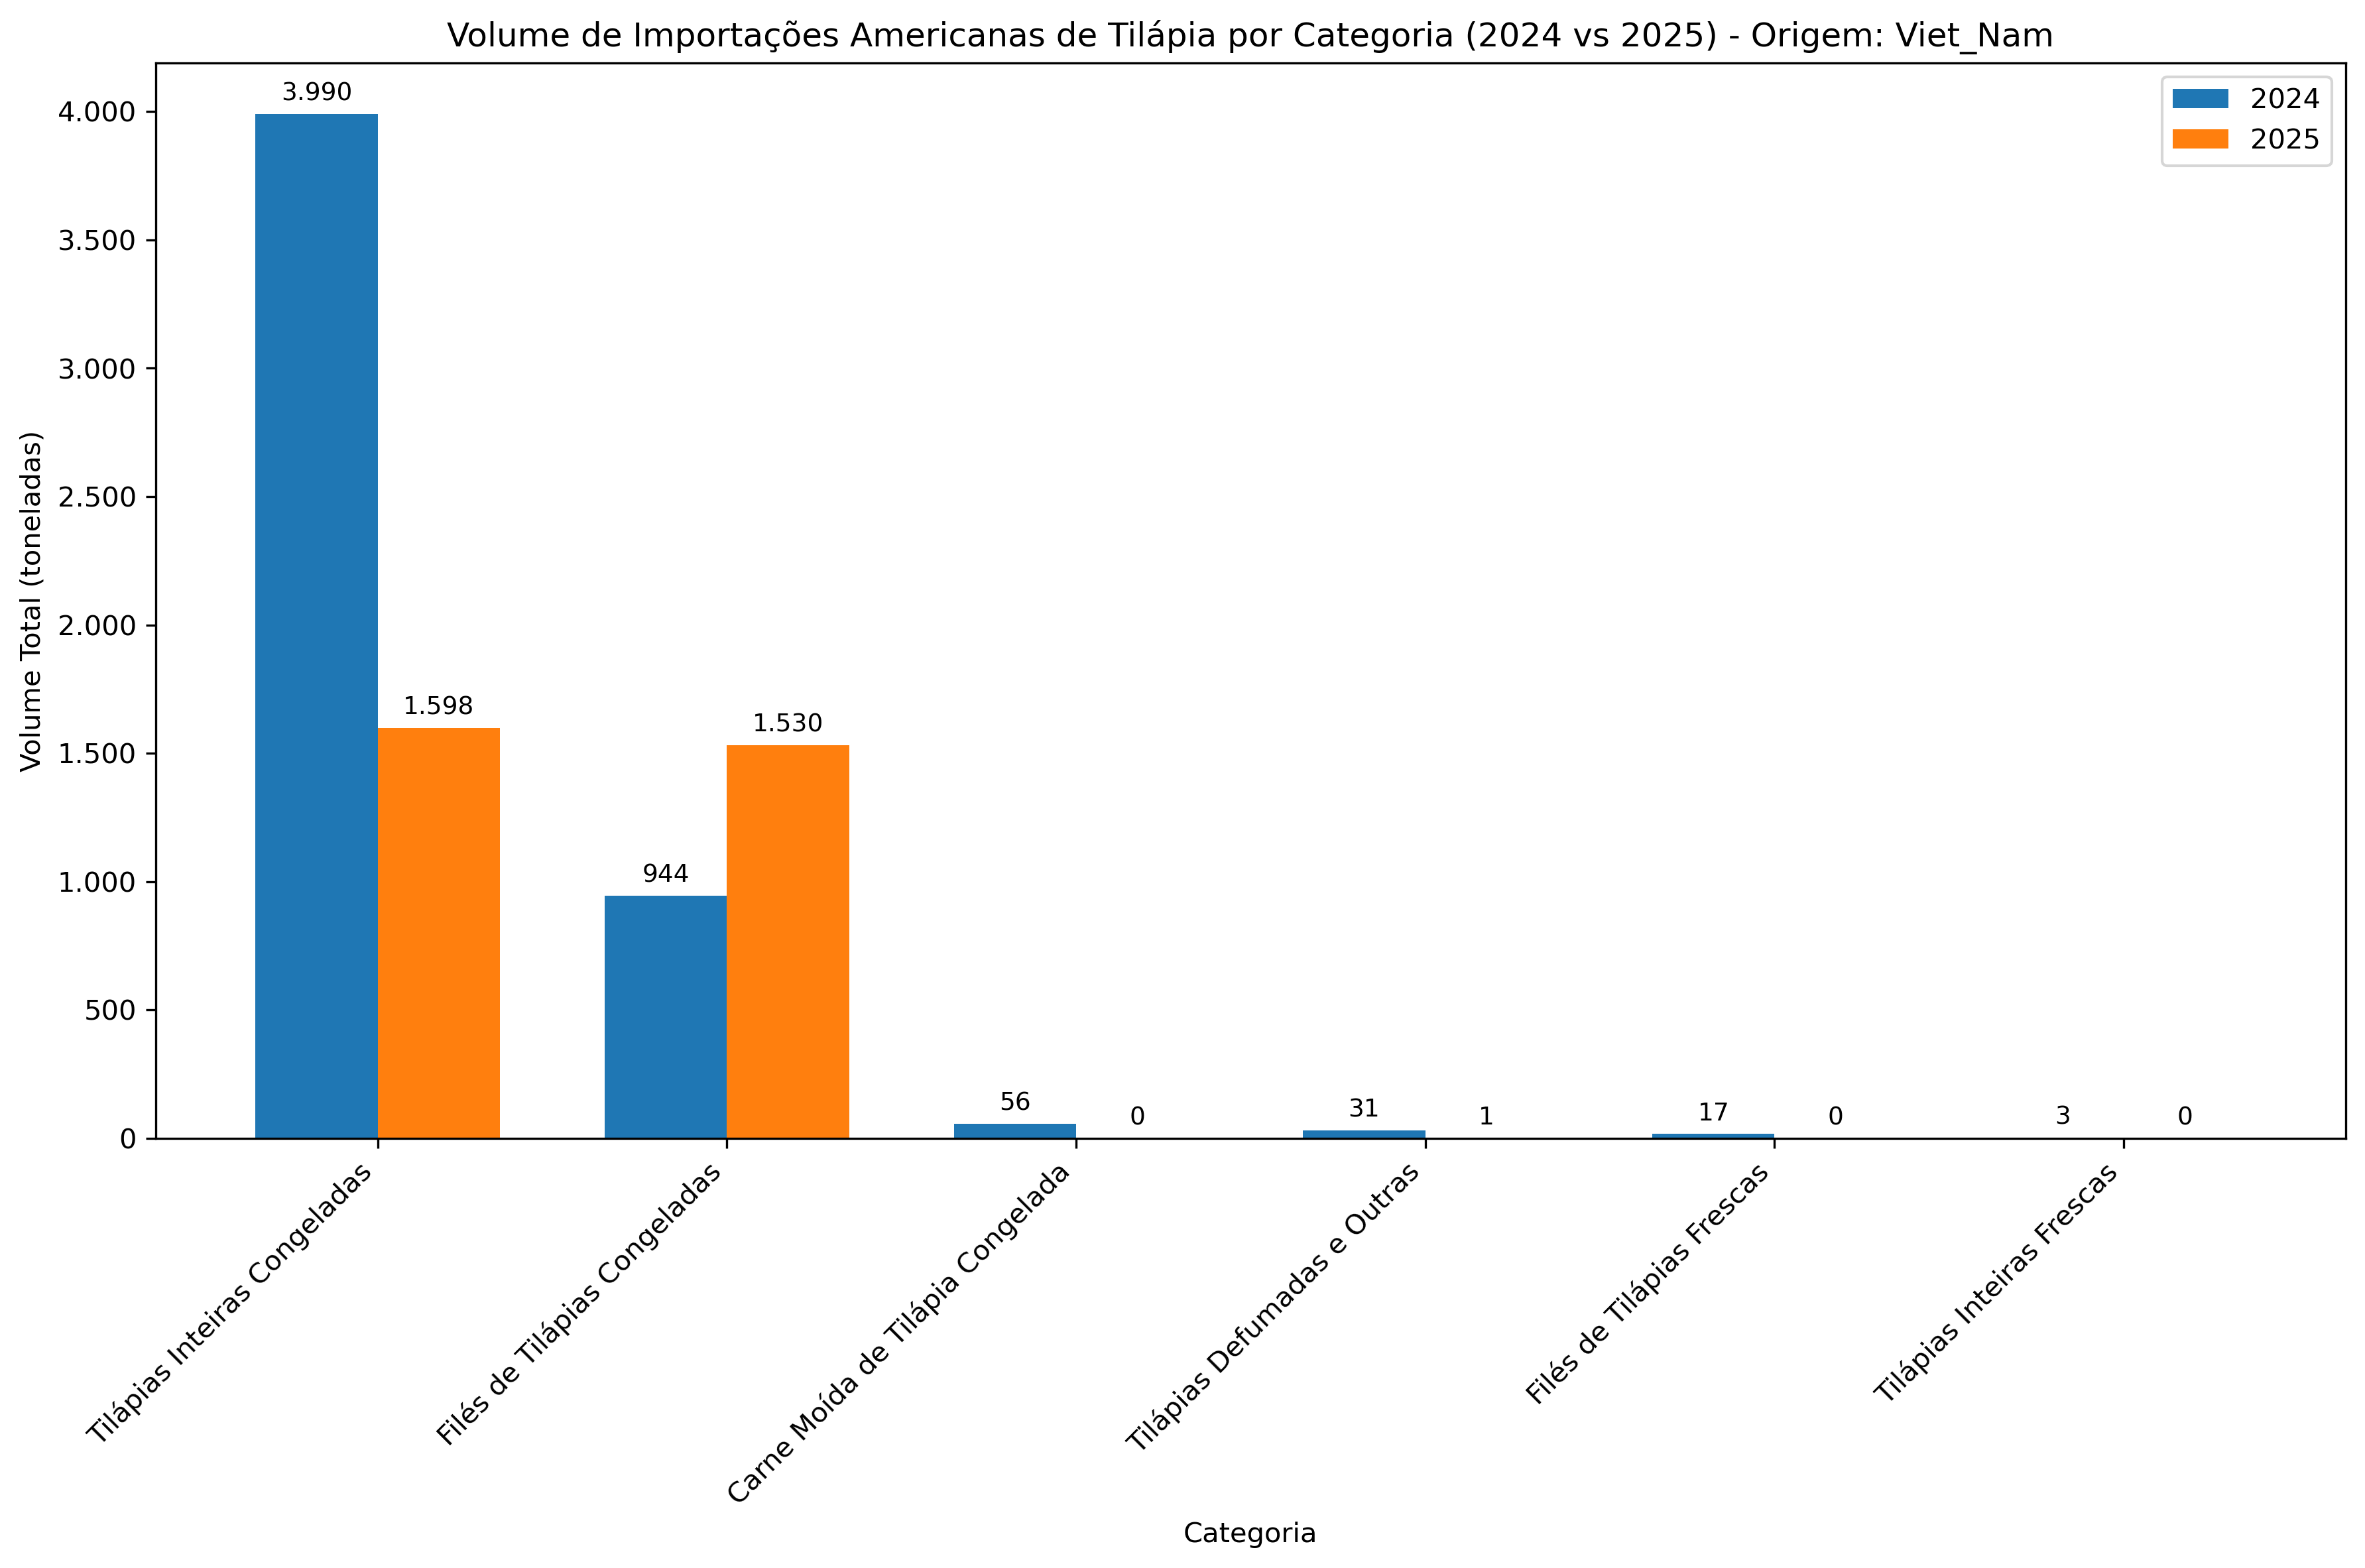 Volume de Importações Americanas de Tilápia por Categoria (2024 vs 2025) - Origem: Viet_Nam
2024
2025
Volume Total (toneladas)
4.000
3.500
3.000
2.500
2.000
1.500
1.000
500
0
3.990
1.598
944
1.530
56
0
31
1
17
0
3
0
Tilápias Inteiras Congeladas
Filés de Tilápias Congeladas
Carne Moída de Tilápia Congelada
Tilápias Defumadas e Outras
Filés de Tilápias Frescas
Tilápias Inteiras Frescas
Categoria